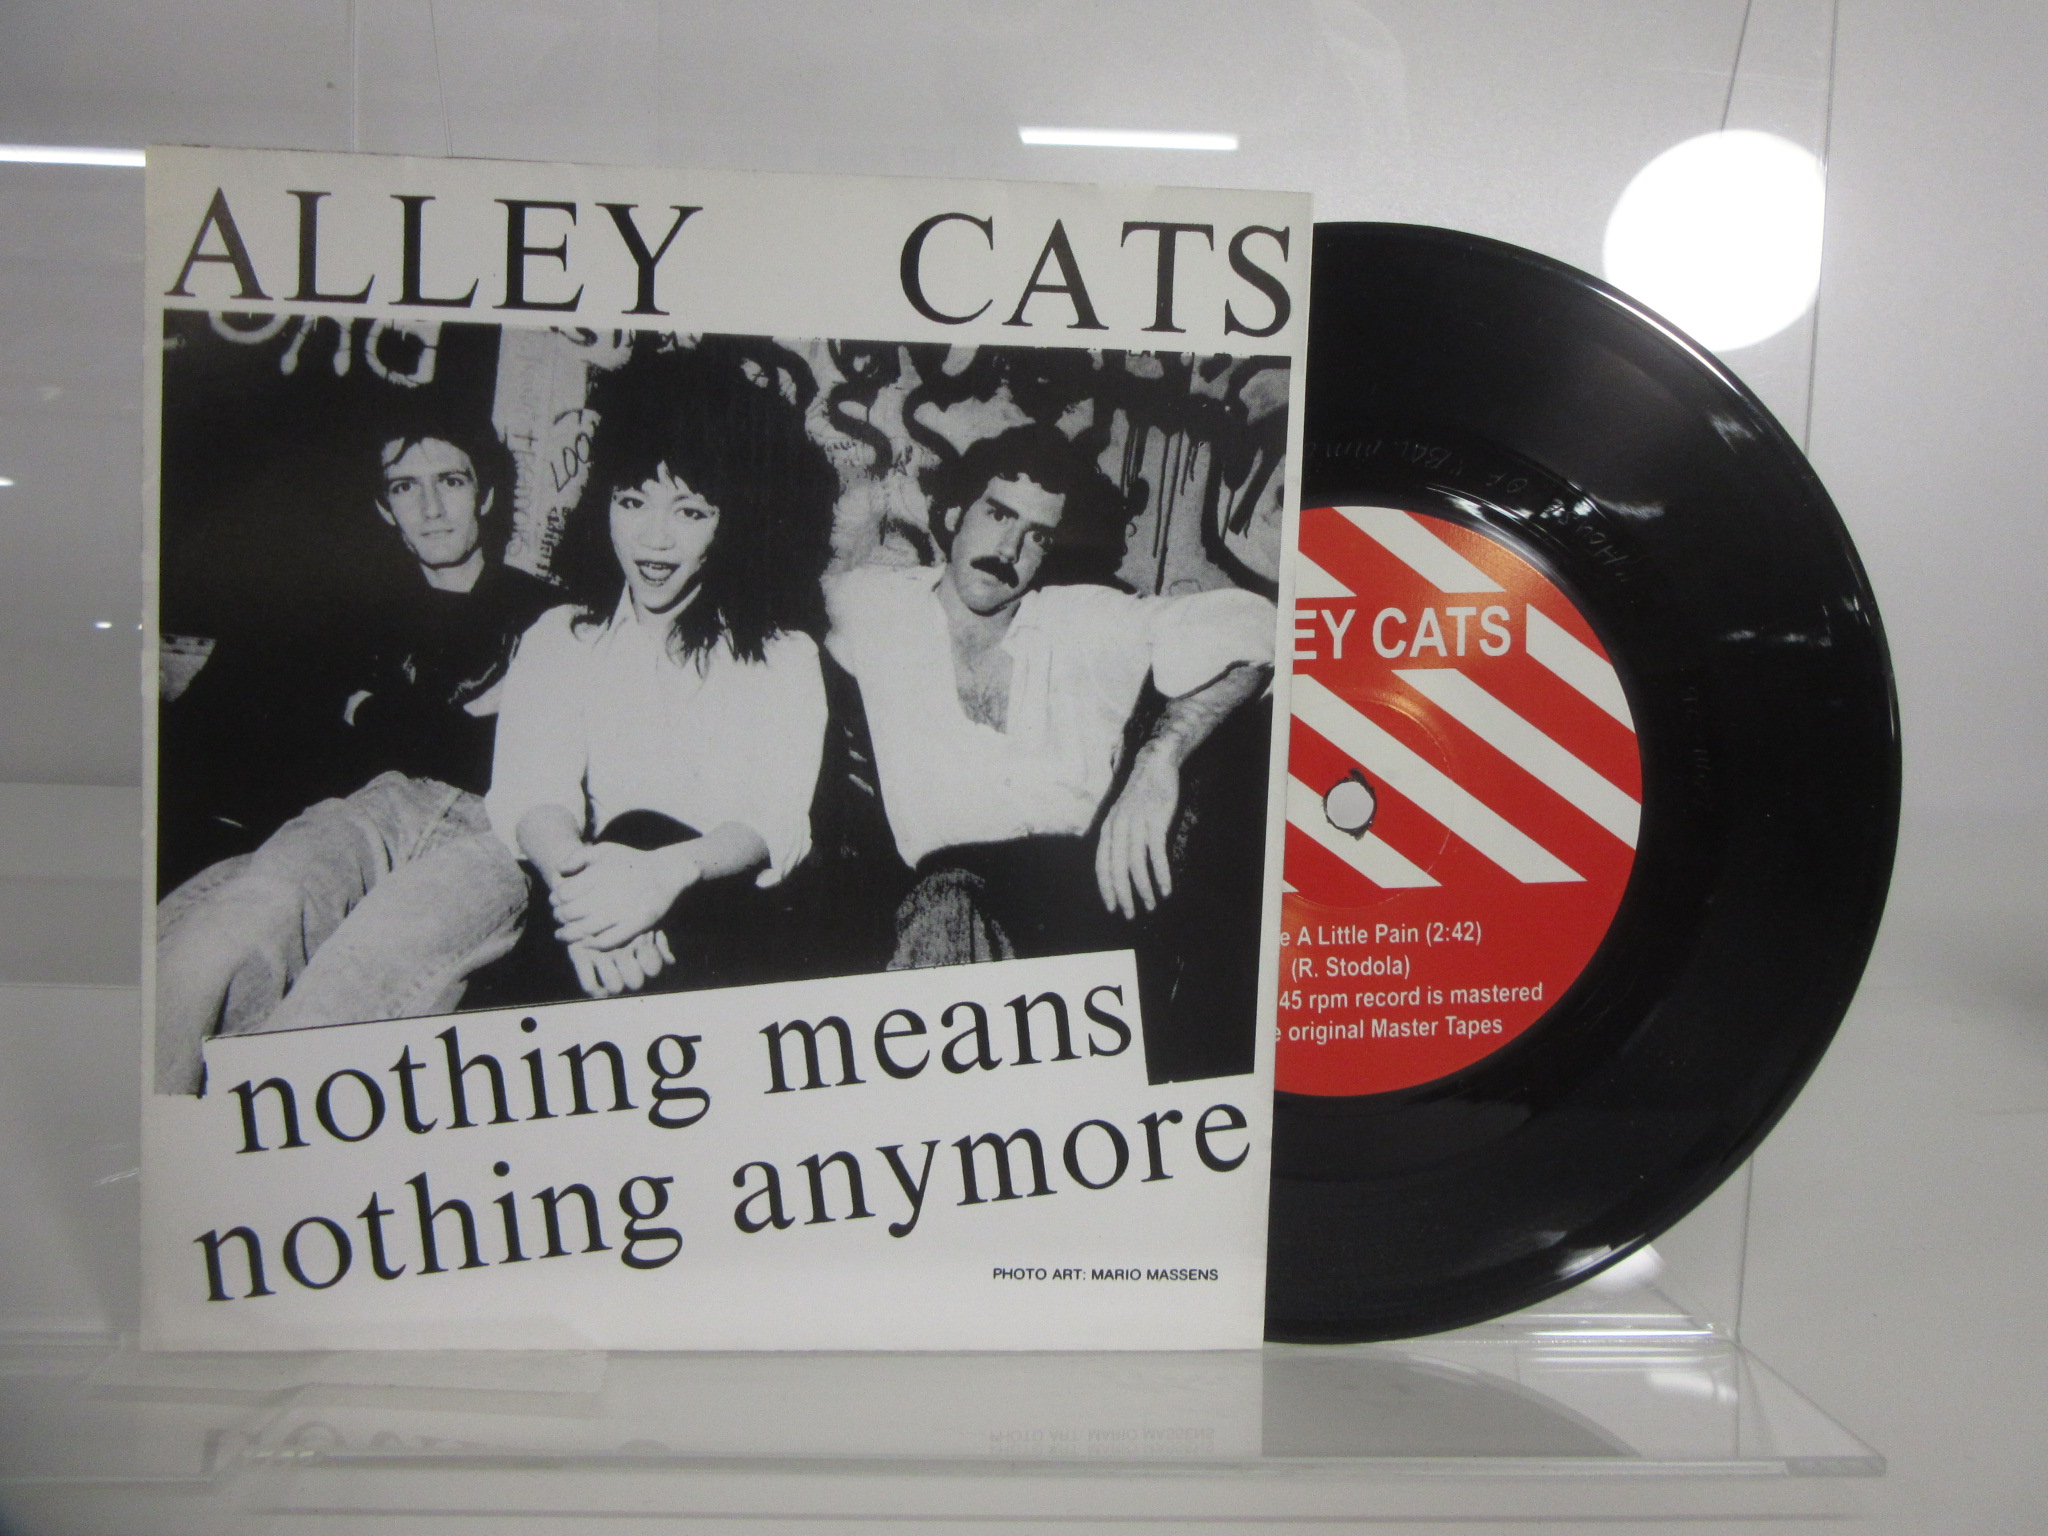 ALLEY CATS
nothing means
nothing anymore
PHOTO ART: MARIO MASSENS
EY CATS
e A Little Pain (2:42)
(R. Stodola)
45 rpm record is mastered
e original Master Tapes